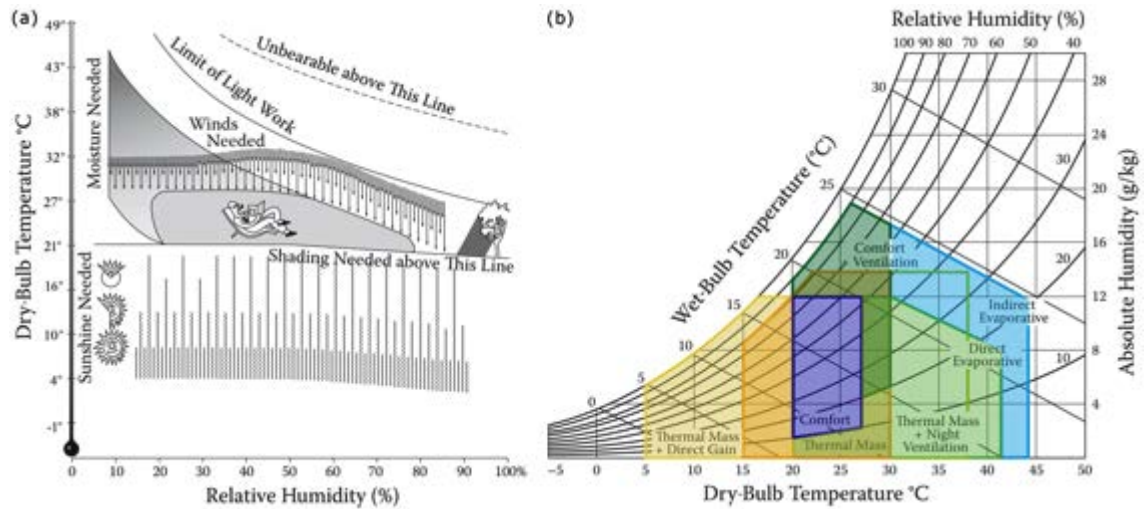 (a)
49°
43°
38°
32°
27°
21°
16°
10°
4°
-1°
Dry-Bulb Temperature °C
Moisture Needed
Sunshine Needed
Unbearable above This Line
Limit of Light Work
Winds
Needed
Shading Needed above This Line
0 10 20 30 40 50 60 70 80 90 100%
Relative Humidity (%)
(b)
Relative Humidity (%)
100 90 80 70 60 50 40
30
20
10
28
24
20
16
12
8
4
Absolute Humidity (g/kg)
Wet-Bulb Temperature (°C)
30
25
20
15
10
5
0
Comfort
Ventilation
Indirect
Evaporative
Direct
Evaporative
Comfort
Thermal Mass
+ Direct Gain
Thermal Mass
Thermal Mass
+ Night
Ventilation
-5 0 5 10 15 20 25 30 35 40 45 50
Dry-Bulb Temperature °C